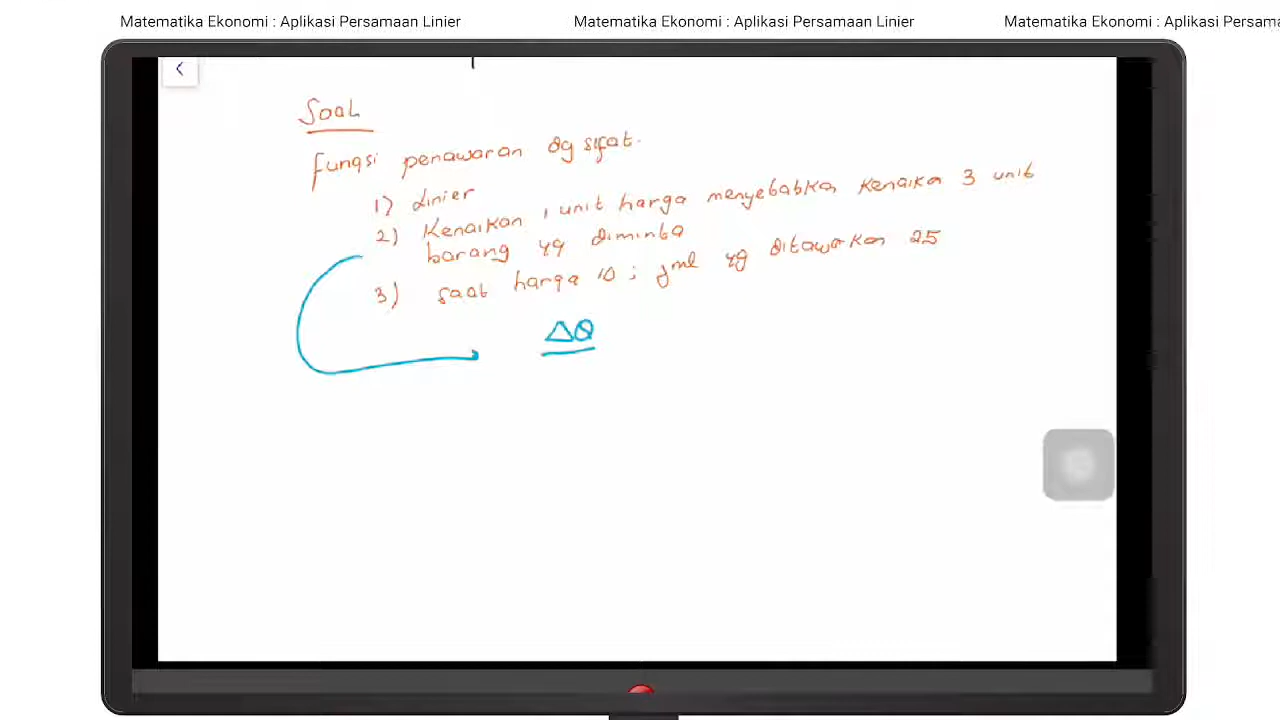 Matematika Ekonomi : Aplikasi Persamaan Linier Matematika Ekonomi : Aplikasi Persamaan Linier Matematika Ekonomi : Aplikasi Persama
Soal
Fungsi penawaran dg sifat.
1) Linier
2) Kenaikan 1 unit harga menyebabka kenaika 3 unit
barang yg diminta
3) saat harga 10 ; jml yg ditawarkan 25
ΔQ